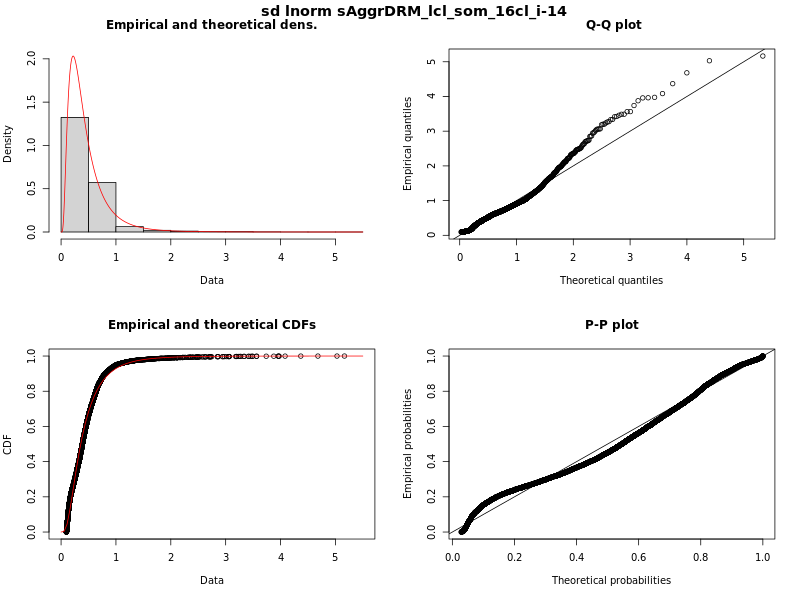 sd lnorm sAggrDRM_lcl_som_16cl_i-14
Empirical and theoretical dens.
Density
0.0 0.5 1.0 1.5 2.0
0 1 2 3 4 5
Data
Q-Q plot
Empirical quantiles
0 1 2 3 4 5
0 1 2 3 4 5
Theoretical quantiles
Empirical and theoretical CDFs
CDF
0.0 0.2 0.4 0.6 0.8 1.0
0 1 2 3 4 5
Data
P-P plot
Empirical probabilities
0.0 0.2 0.4 0.6 0.8 1.0
0.0 0.2 0.4 0.6 0.8 1.0
Theoretical probabilities